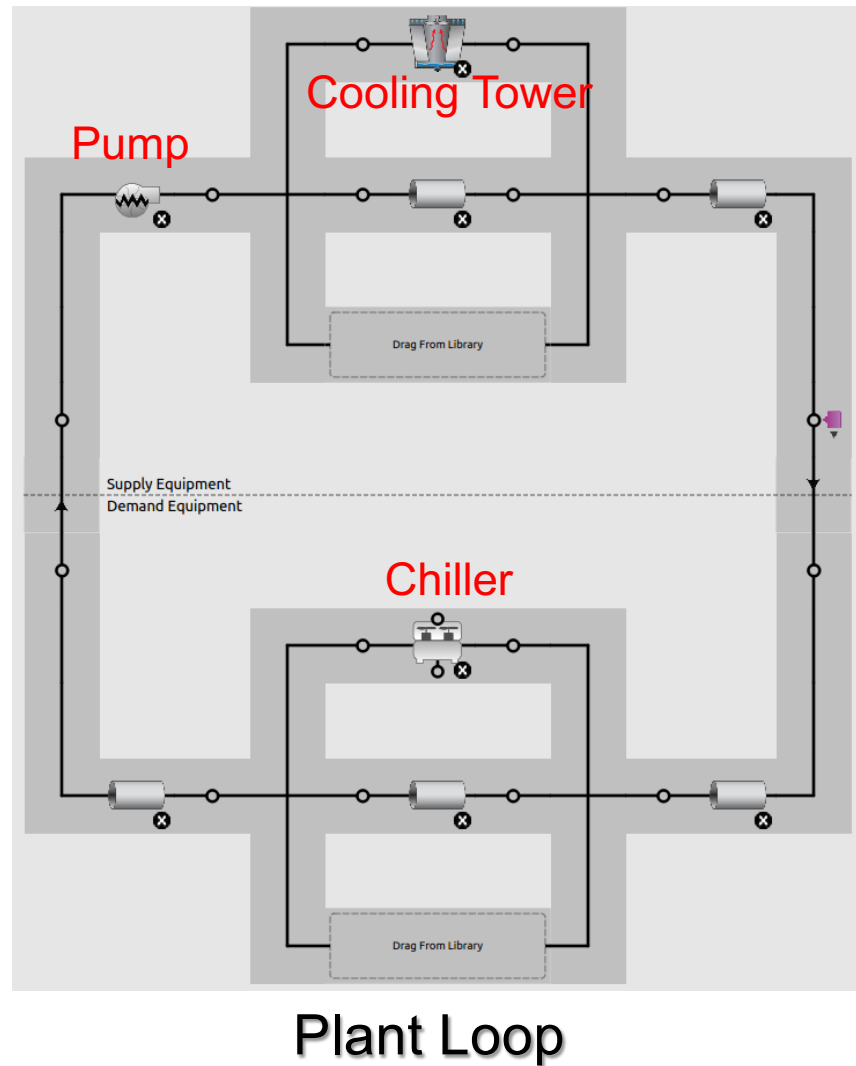 Cooling Tower
Pump
Drag From Library
Supply Equipment
Demand Equipment
Chiller
Drag From Library
Plant Loop